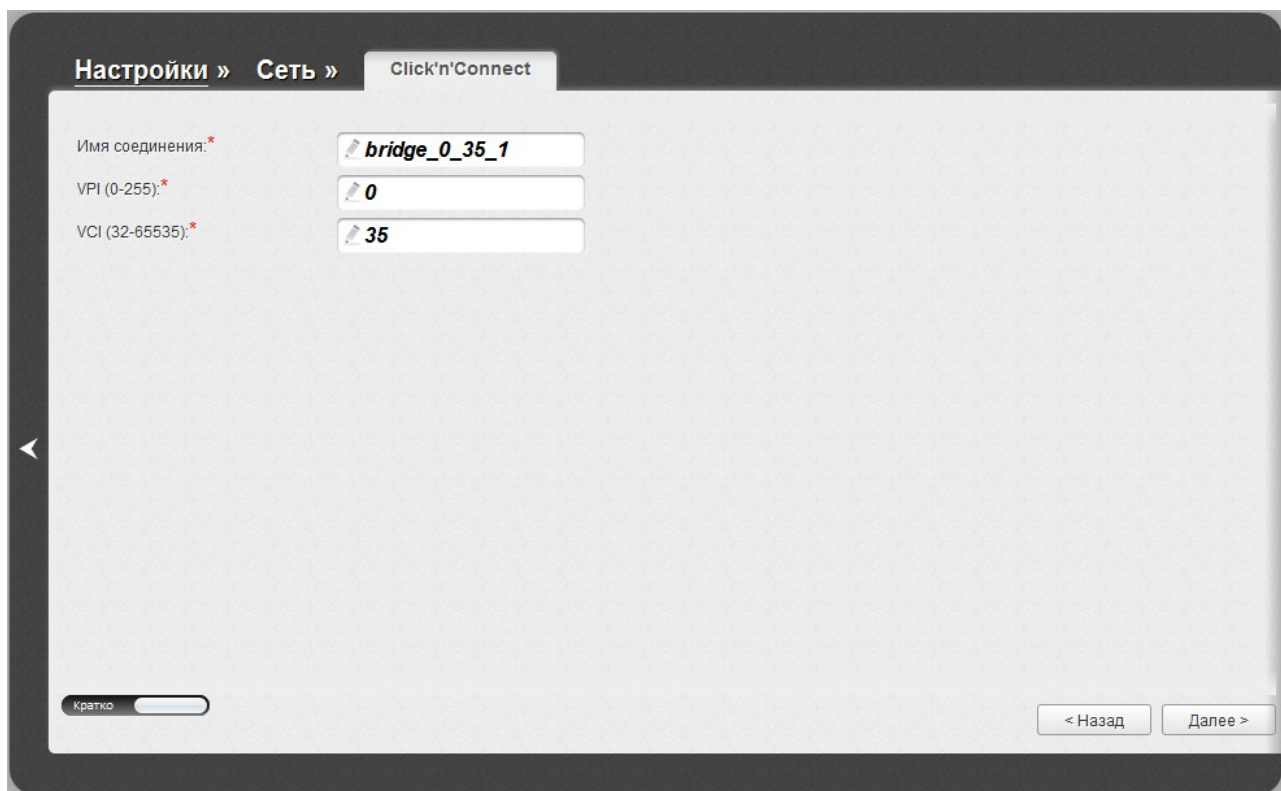 Настройки » Сеть » Click'n'Connect
Имя соединения:* bridge_0_35_1
VPI (0-255):* 0
VCI (32-65535):* 35
Кратко
< Назад Далее >